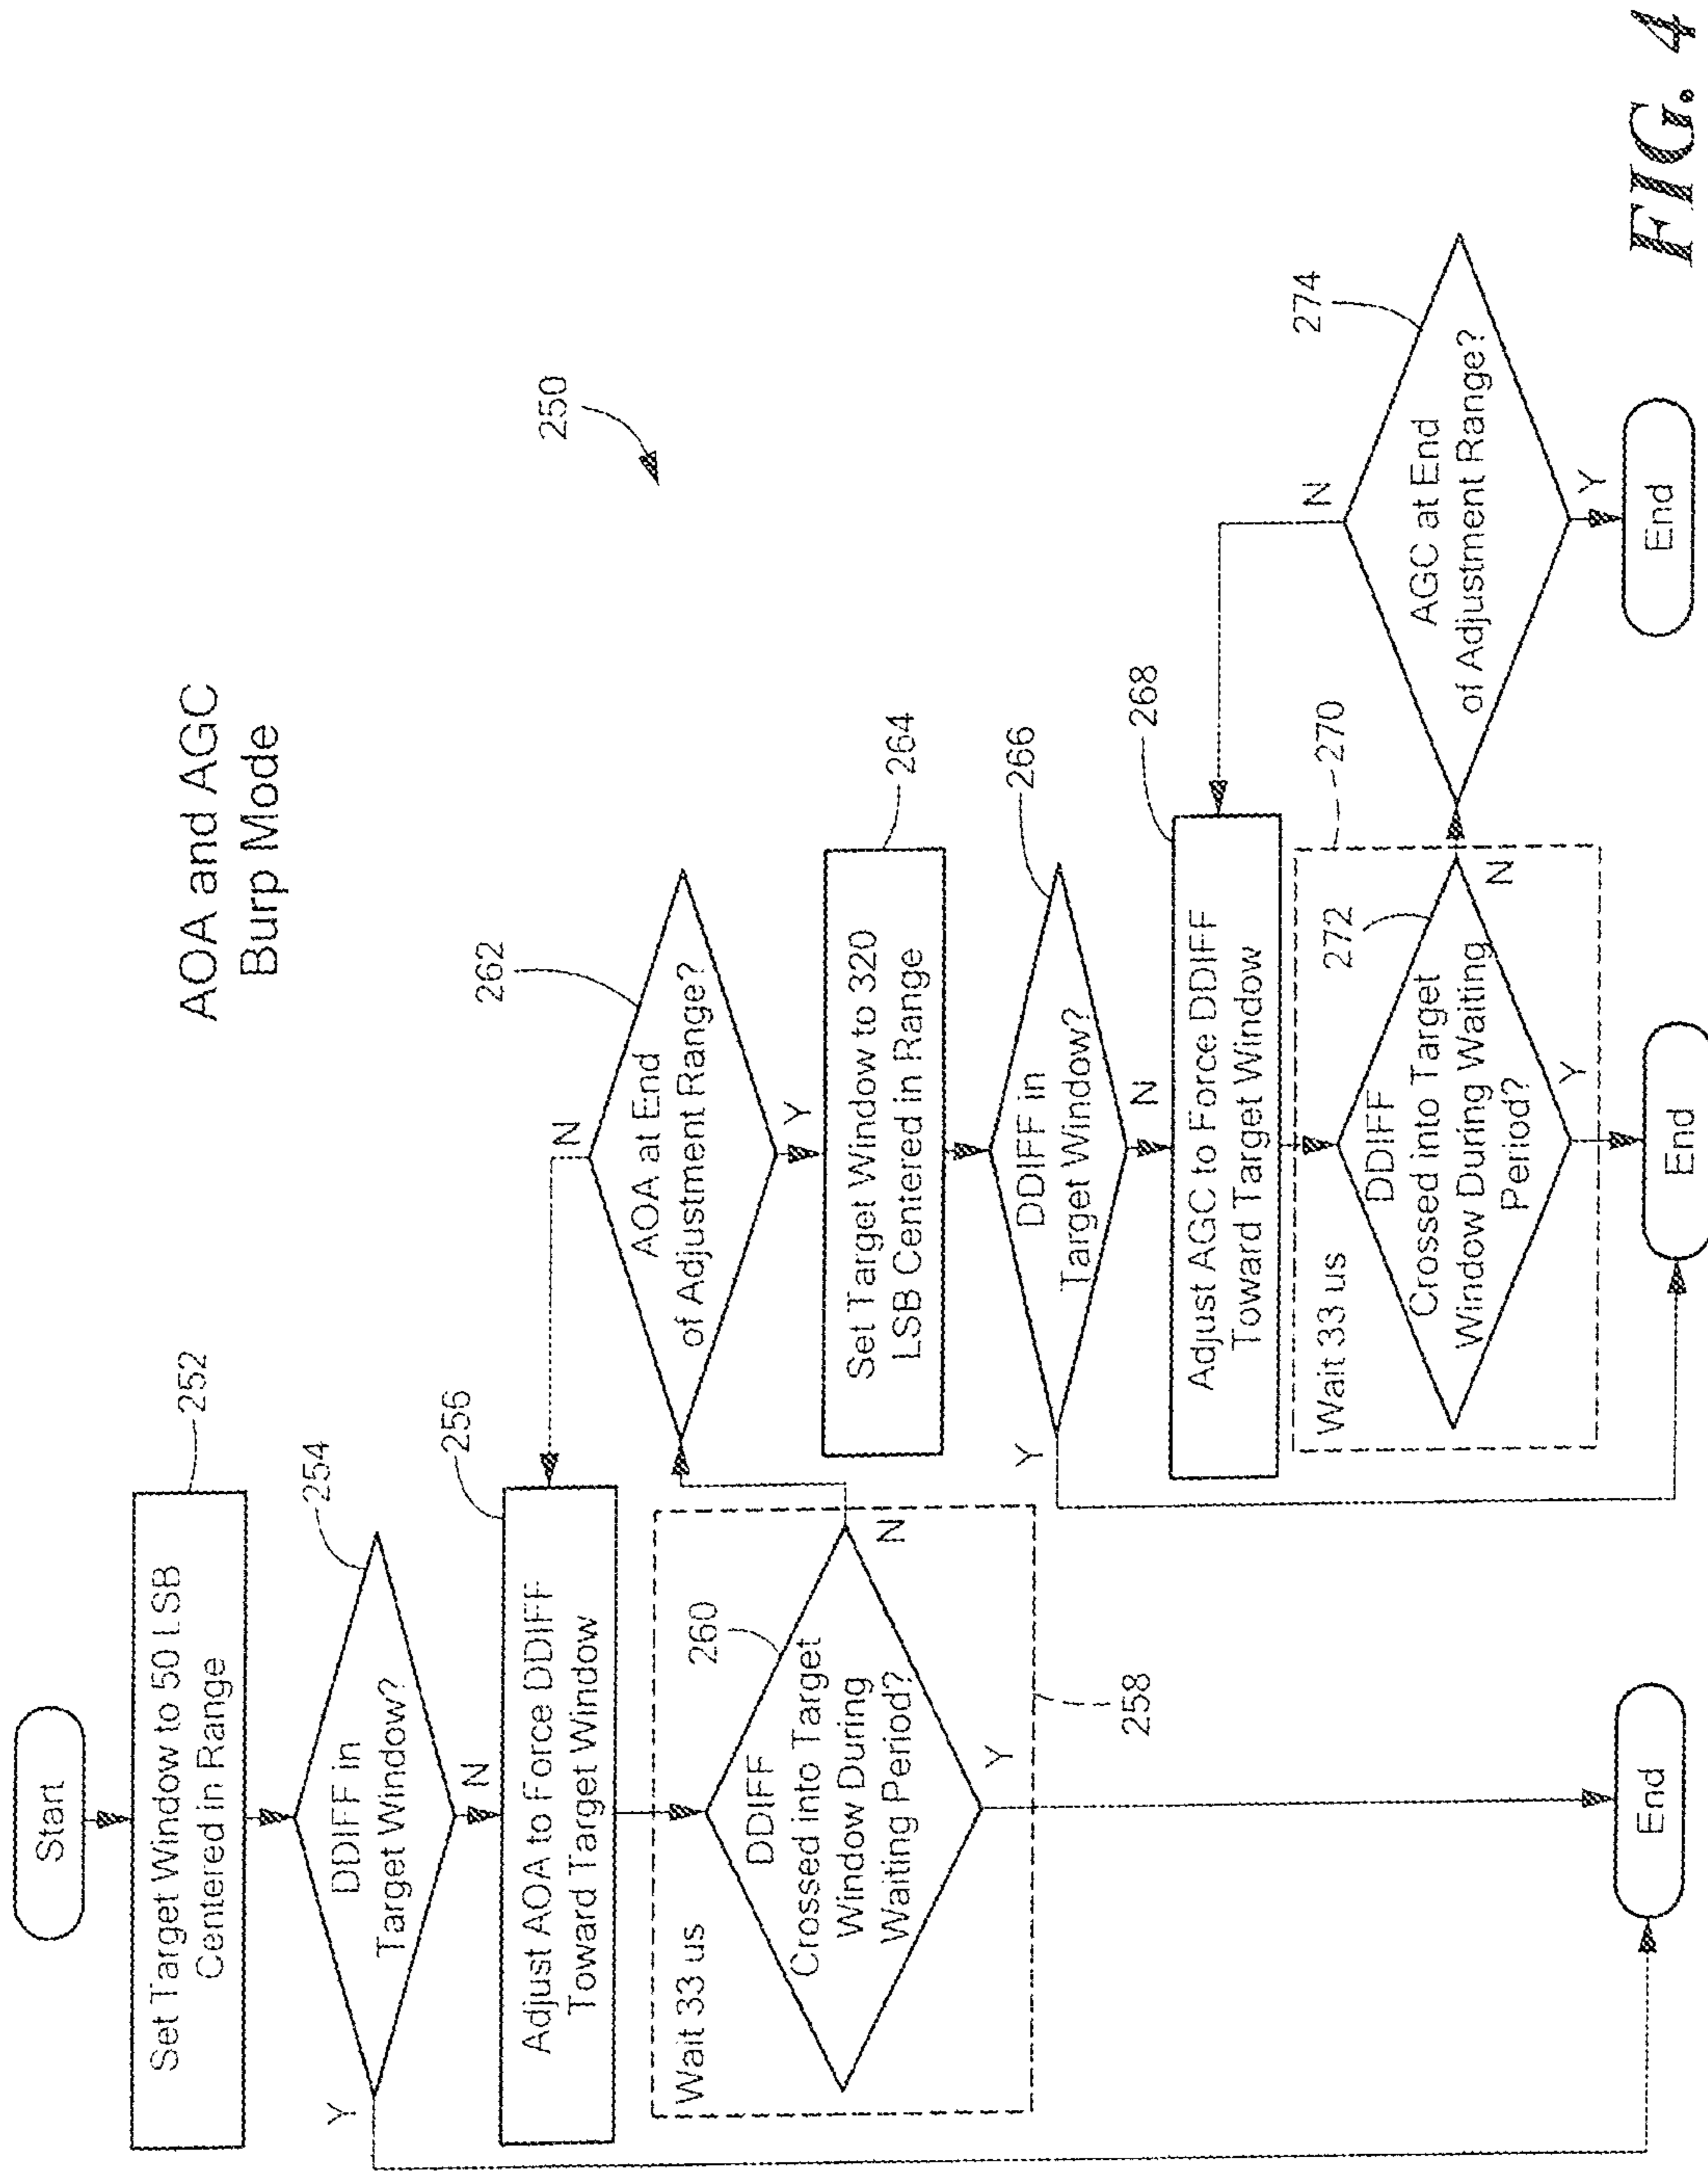 AOA and AGC
Burp Mode
250
Start
Set Target Window to 50 LSB
Centered in Range
252
DDIFF in
Target Window?
254
Y
N
Adjust AOA to Force DDIFF
Toward Target Window
256
Wait 33 us
DDIFF
Crossed into Target
Window During
Waiting Period?
260
258
N
Y
End
AOA at End
of Adjustment Range?
262
N
Y
Set Target Window to 320
LSB Centered in Range
264
DDIFF in
Target Window?
266
Y
N
Adjust AGC to Force DDIFF
Toward Target Window
268
Wait 33 us
DDIFF
Crossed into Target
Window During Waiting
Period?
272
270
N
Y
End
AGC at End
of Adjustment Range?
274
N
Y
End
FIG. 4